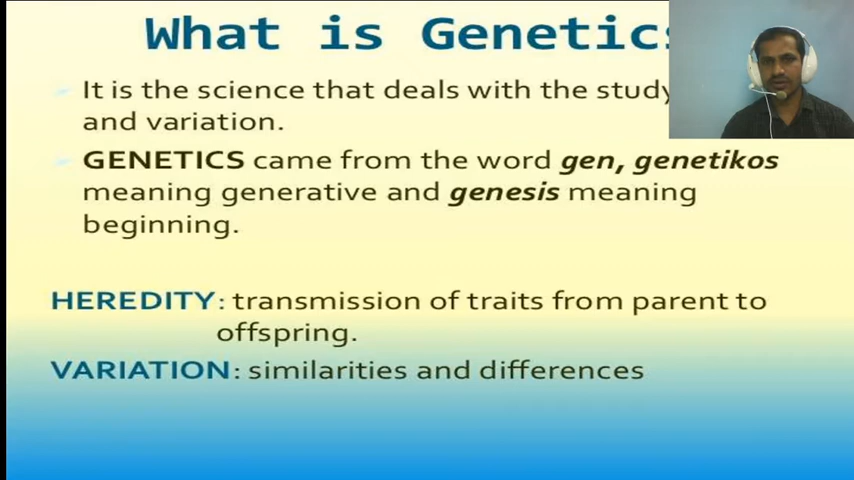 What is Genetics
It is the science that deals with the study
and variation.
GENETICS came from the word gen, genetikos
meaning generative and genesis meaning
beginning.
HEREDITY: transmission of traits from parent to
offspring.
VARIATION: similarities and differences